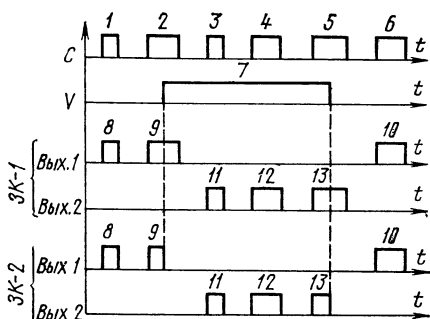 1 2 3 4 5 6
C t
7
V t
8 9 10
ЗК-1
Вых.1 t
11 12 13
Вых.2 t
8 9 10
ЗК-2
Вых 1 t
11 12 13
Вых 2 t